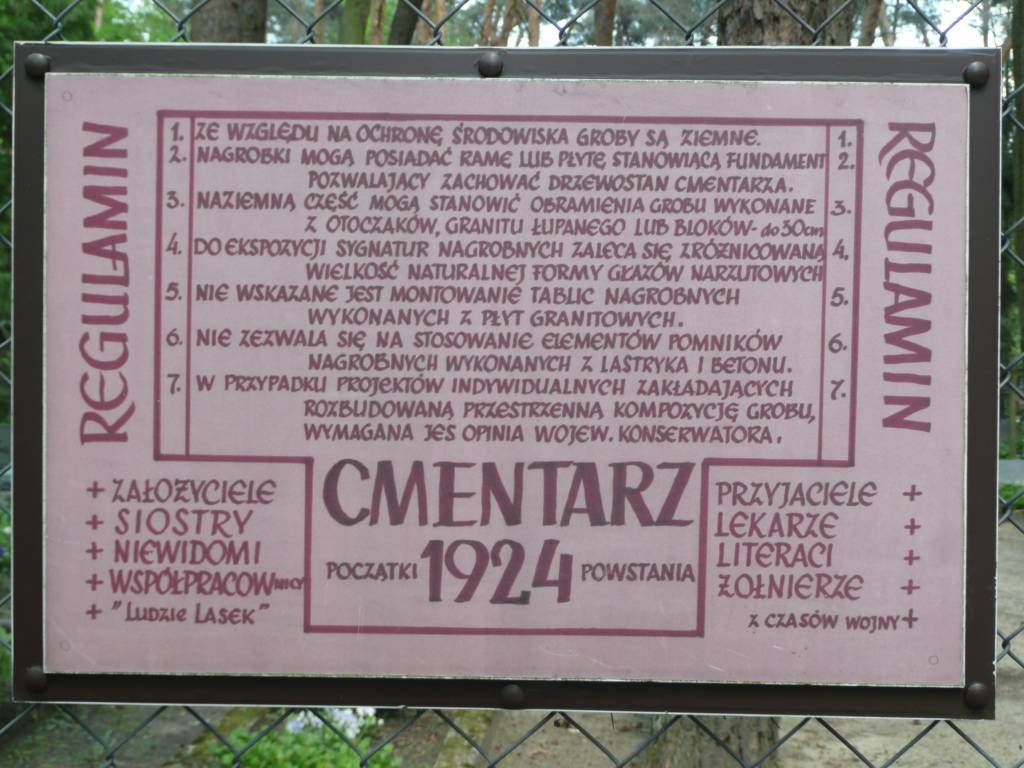 REGULAMIN
1. ZE WZGLĘDU NA OCHRONĘ ŚRODOWISKA GROBY SĄ ZIEMNE. 1.
2. NAGROBKI MOGĄ POSIADAĆ RAMĘ LUB PŁYTĘ STANOWIĄCĄ FUNDAMENT 2.
POZWALAJĄCY ZACHOWAĆ DRZEWOSTAN CMENTARZA.
3. NAZIEMNĄ CZĘŚĆ MOGĄ STANOWIĆ OBRAMIENIA GROBU WYKONANE 3.
Z OTOCZAKÓW, GRANITU ŁUPANEGO LUB BLOKÓW - do 30cm
4. DO EKSPOZYCJI SYGNATUR NAGROBNYCH ZALECA SIĘ ZRÓŻNICOWANĄ 4.
WIELKOŚĆ NATURALNEJ FORMY GŁAZÓW NARZUTOWYCH
5. NIE WSKAZANE JEST MONTOWANIE TABLIC NAGROBNYCH 5.
WYKONANYCH Z PŁYT GRANITOWYCH.
6. NIE ZEZWALA SIĘ NA STOSOWANIE ELEMENTÓW POMNIKÓW 6.
NAGROBNYCH WYKONANYCH Z LASTRYKA I BETONU.
7. W PRZYPADKU PROJEKTÓW INDYWIDUALNYCH ZAKŁADAJĄCYCH 7.
ROZBUDOWANĄ PRZESTRZENNĄ KOMPOZYCJĘ GROBU,
WYMAGANA JES OPINIA WOJEW. KONSERWATORA.
REGULAMIN
+ ZAŁOŻYCIELE
+ SIOSTRY
+ NIEWIDOMI
+ WSPÓŁPRACOWNICY
+ "LUDZIE LASEK"
CMENTARZ
POCZĄTKI 1924 POWSTANIA
PRZYJACIELE +
LEKARZE +
LITERACI +
ŻOŁNIERZE +
Z CZASÓW WOJNY +